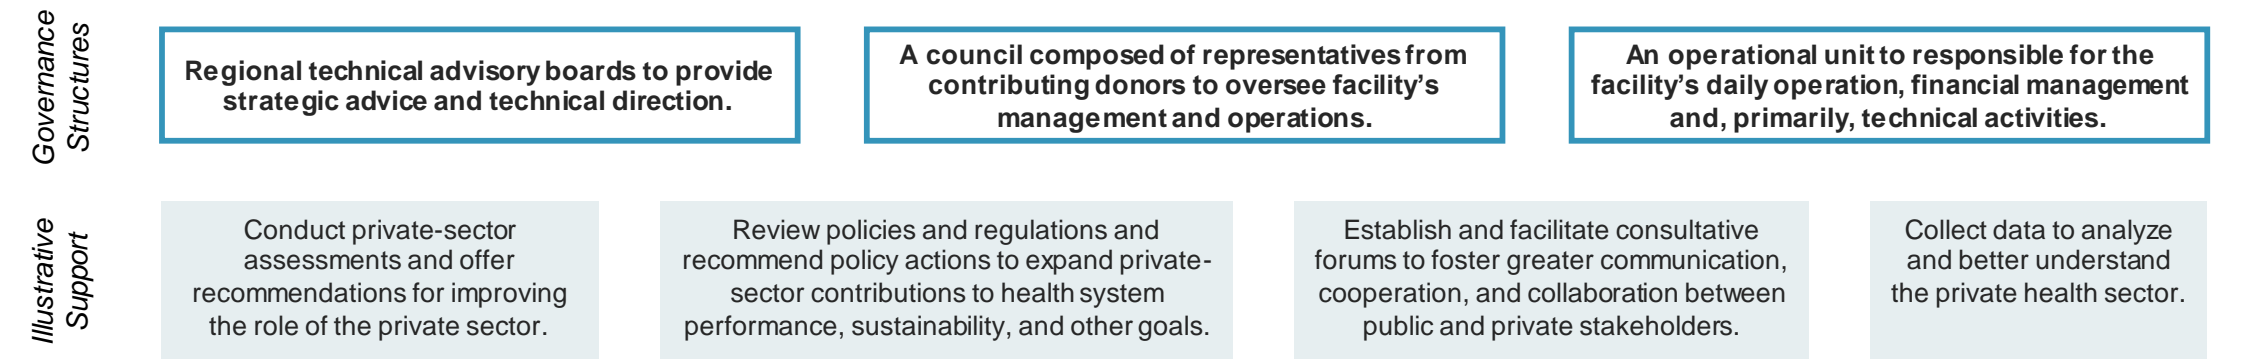 Governance
Structures
Regional technical advisory boards to provide
strategic advice and technical direction.
A council composed of representatives from
contributing donors to oversee facility’s
management and operations.
An operational unit to responsible for the
facility’s daily operation, financial management
and, primarily, technical activities.
Illustrative
Support
Conduct private-sector
assessments and offer
recommendations for improving
the role of the private sector.
Review policies and regulations and
recommend policy actions to expand private-
sector contributions to health system
performance, sustainability, and other goals.
Establish and facilitate consultative
forums to foster greater communication,
cooperation, and collaboration between
public and private stakeholders.
Collect data to analyze
and better understand
the private health sector.